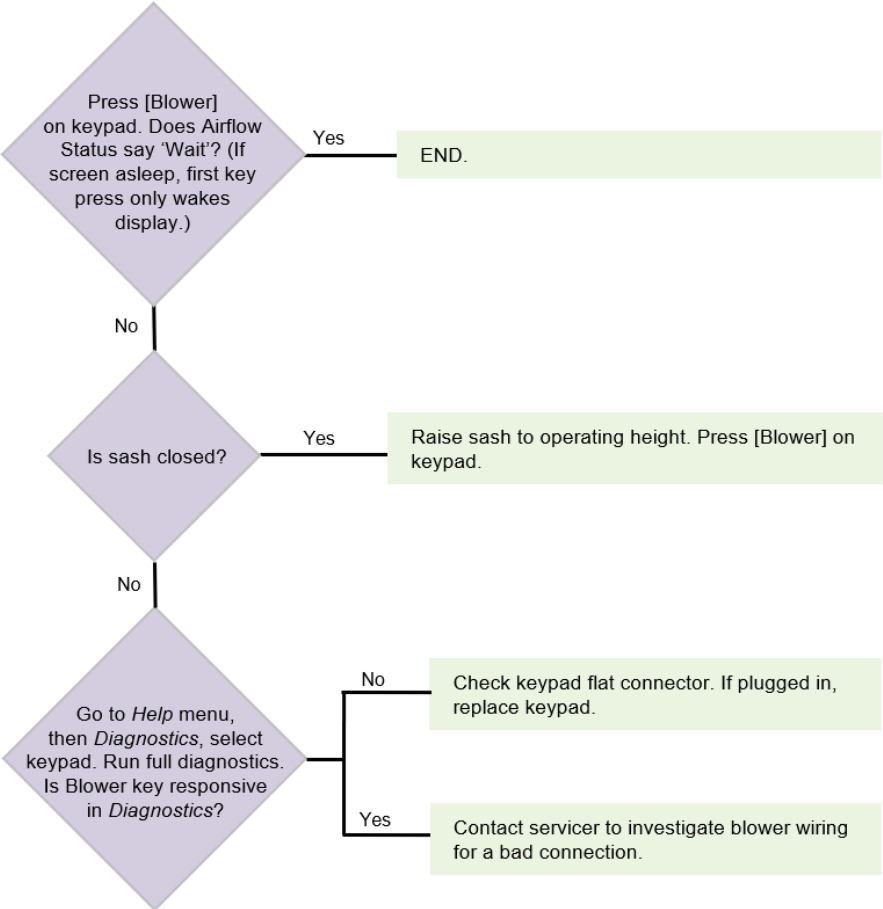 Press [Blower]
on keypad. Does Airflow
Status say ‘Wait’? (If
screen asleep, first key
press only wakes
display.)
Yes
END.
No
Is sash closed?
Yes
Raise sash to operating height. Press [Blower] on
keypad.
No
Go to Help menu,
then Diagnostics, select
keypad. Run full diagnostics.
Is Blower key responsive
in Diagnostics?
No
Check keypad flat connector. If plugged in,
replace keypad.
Yes
Contact servicer to investigate blower wiring
for a bad connection.